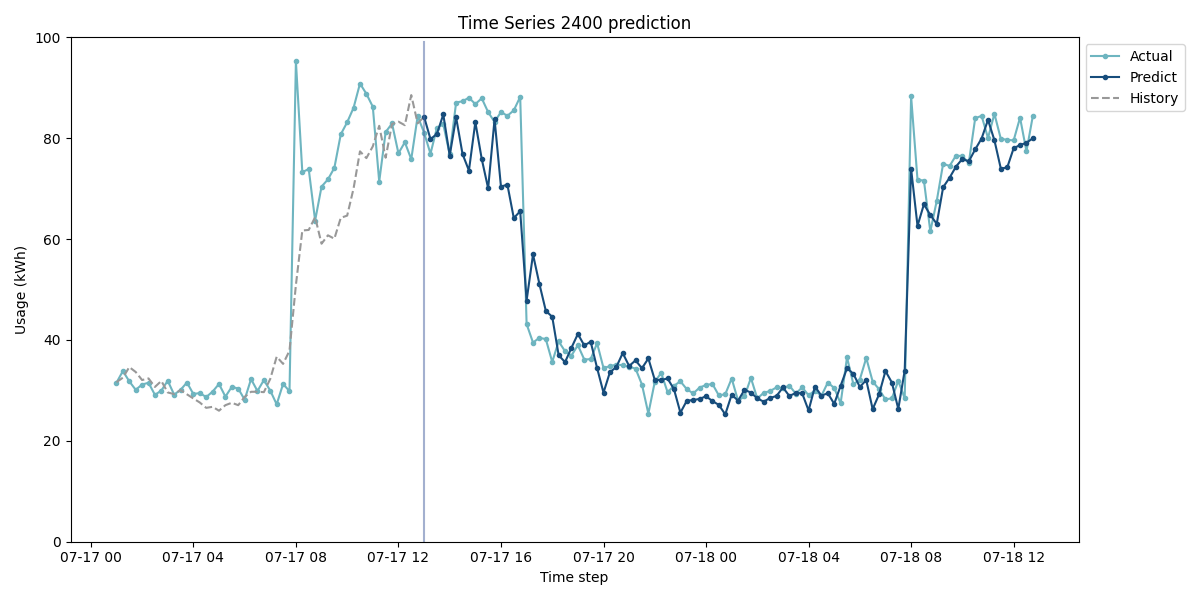 Time Series 2400 prediction
100
80
60
40
20
0
Usage (kWh)
07-17 00
07-17 04
07-17 08
07-17 12
07-17 16
07-17 20
07-18 00
07-18 04
07-18 08
07-18 12
Time step
Actual
Predict
History